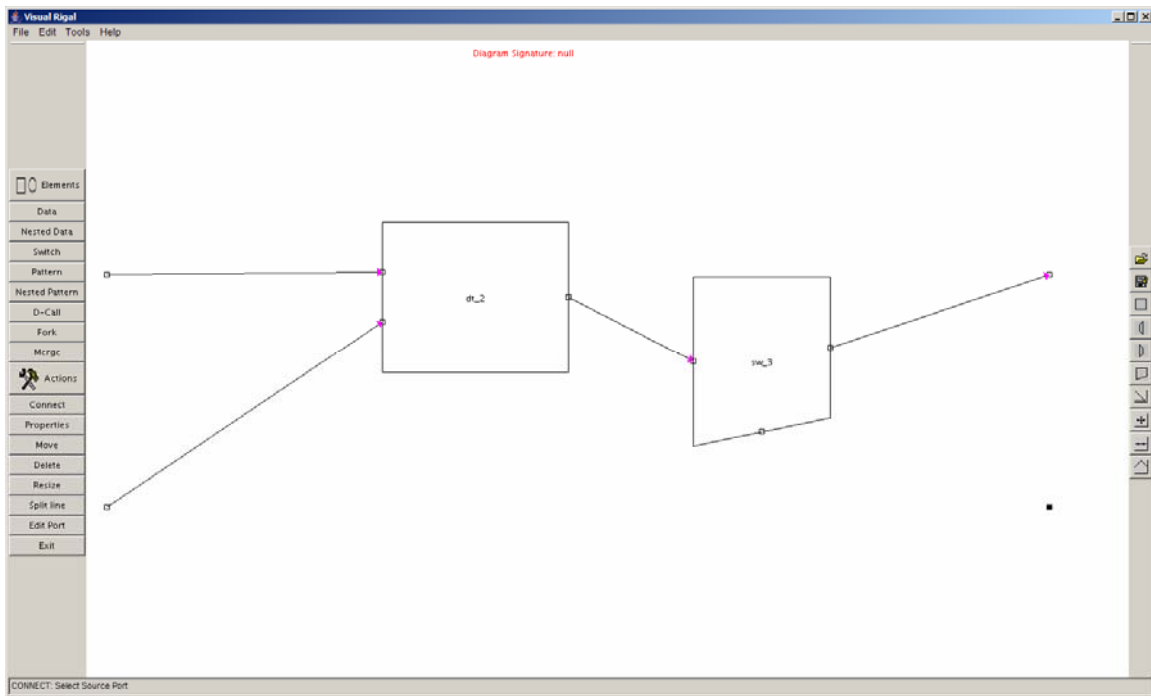 Visual Rigal
File Edit Tools Help
Diagram Signature: null
Elements
Data
Nested Data
Switch
Pattern
Nested Pattern
D-Call
Fork
Merge
Actions
Connect
Properties
Move
Delete
Resize
Split line
Edit Port
Exit
dt_2
sw_3
CONNECT: Select Source Port